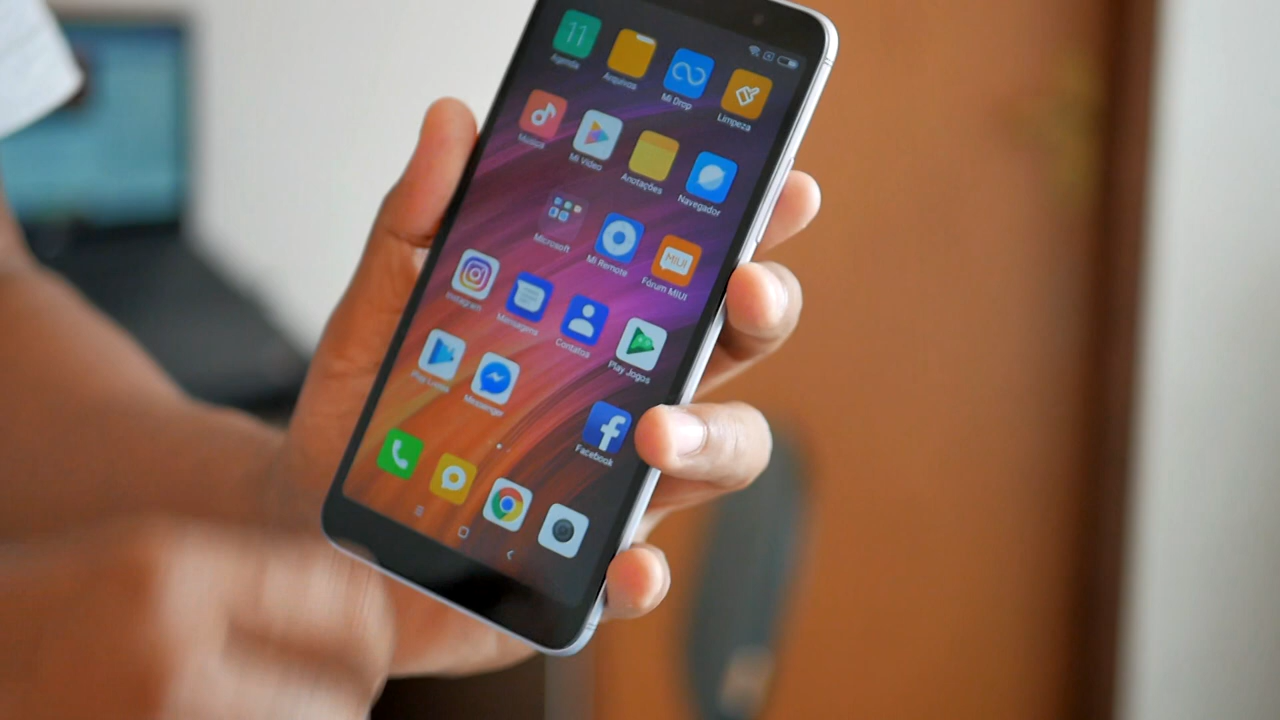 11
Agenda
Arquivos
Mi Drop
Limpeza
Música
Mi Vídeo
Anotações
Navegador
Microsoft
Mi Remote
MIUI
Fórum MIUI
Instagram
Mensagens
Contatos
Play Jogos
Play Livros
Messenger
Facebook